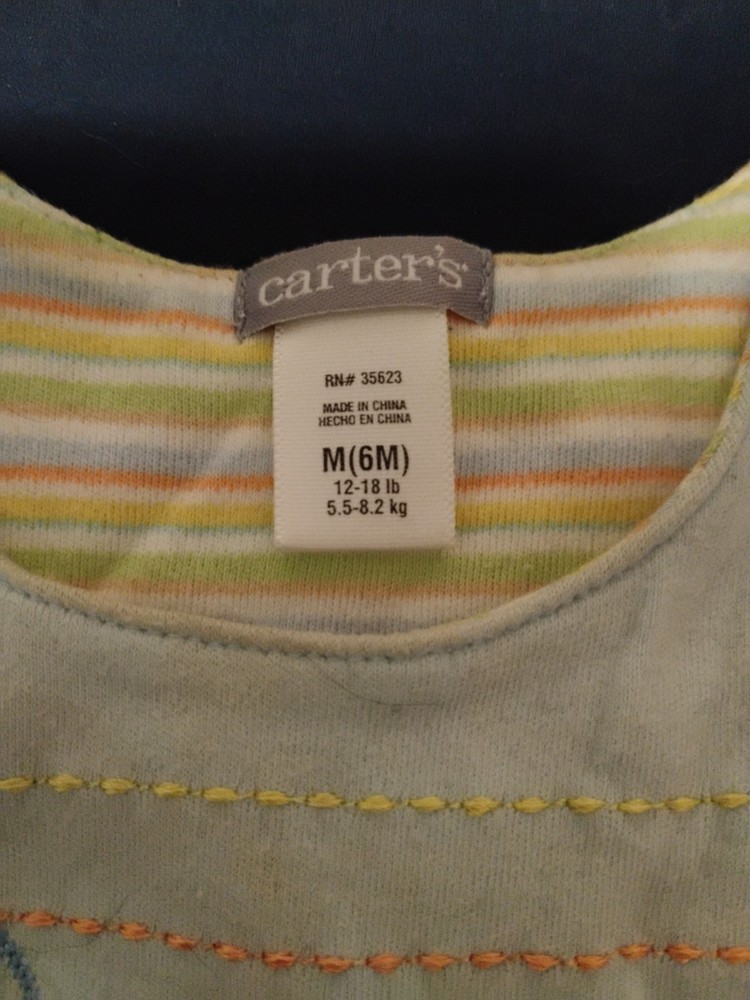 carter's
RN# 35623
MADE IN CHINA
HECHO EN CHINA
M(6M)
12-18 lb
5.5-8.2 kg